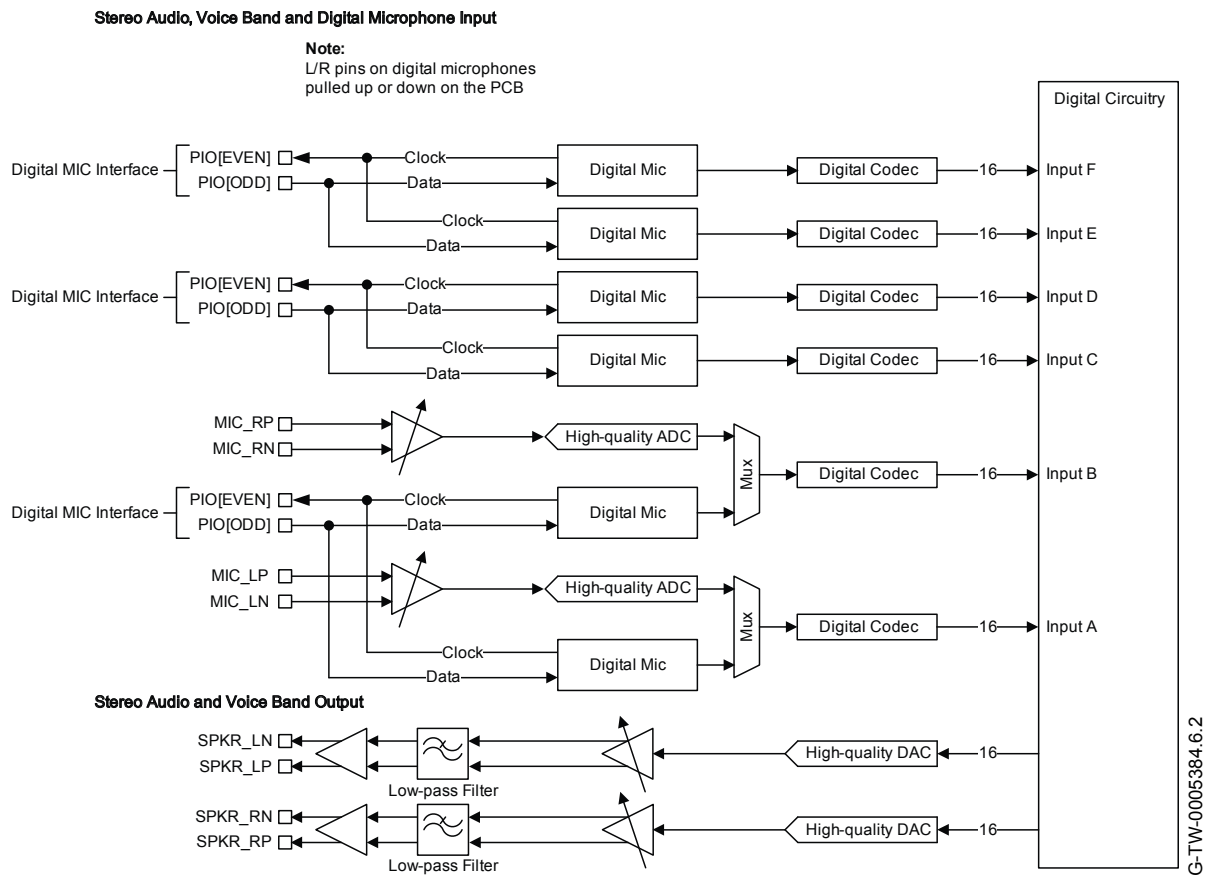 Stereo Audio, Voice Band and Digital Microphone Input
Note:
L/R pins on digital microphones
pulled up or down on the PCB
Digital Circuitry
Digital MIC Interface
PIO[EVEN]
PIO[ODD]
Clock
Data
Digital Mic
Digital Codec
16
Input F
Clock
Data
Digital Mic
Digital Codec
16
Input E
Digital MIC Interface
PIO[EVEN]
PIO[ODD]
Clock
Data
Digital Mic
Digital Codec
16
Input D
Clock
Data
Digital Mic
Digital Codec
16
Input C
MIC_RP
MIC_RN
High-quality ADC
Mux
Digital Codec
16
Input B
Digital MIC Interface
PIO[EVEN]
PIO[ODD]
Clock
Data
Digital Mic
MIC_LP
MIC_LN
High-quality ADC
Mux
Digital Codec
16
Input A
Clock
Data
Digital Mic
Stereo Audio and Voice Band Output
SPKR_LN
SPKR_LP
Low-pass Filter
High-quality DAC
16
SPKR_RN
SPKR_RP
Low-pass Filter
High-quality DAC
16
G-TW-0005384.6.2